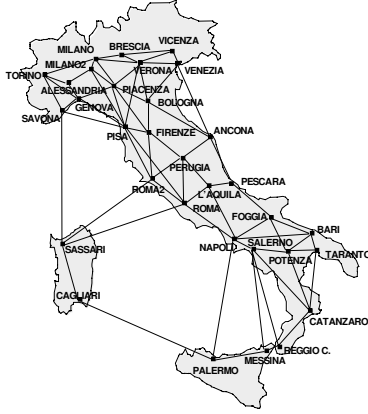 VICENZA
MILANO
BRESCIA
MILANO2
VERONA
VENEZIA
TORINO
ALESSANDRIA
PIACENZA
GENOVA
BOLOGNA
SAVONA
PISA
FIRENZE
ANCONA
PERUGIA
ROMA2
L'AQUILA
PESCARA
ROMA
FOGGIA
BARI
NAPOLI
SALERNO
SASSARI
POTENZA
TARANTO
CAGLIARI
CATANZARO
REGGIO C.
MESSINA
PALERMO